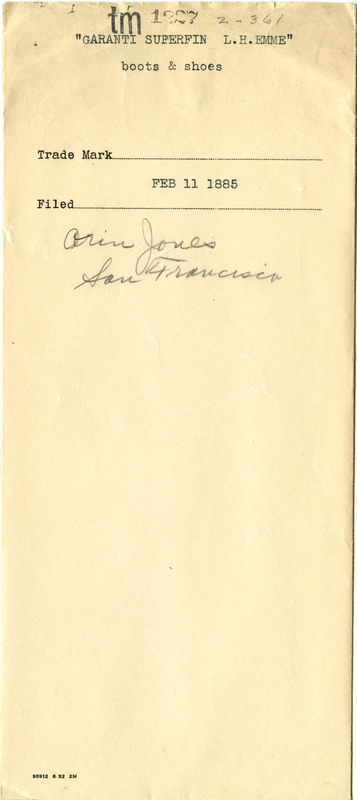 tm 1327 2-361
"GARANTI SUPERFIN L.H.EMME"
boots & shoes
Trade Mark
FEB 11 1885
Filed
Orin Jones
San Francisco
95912 6 32 2M